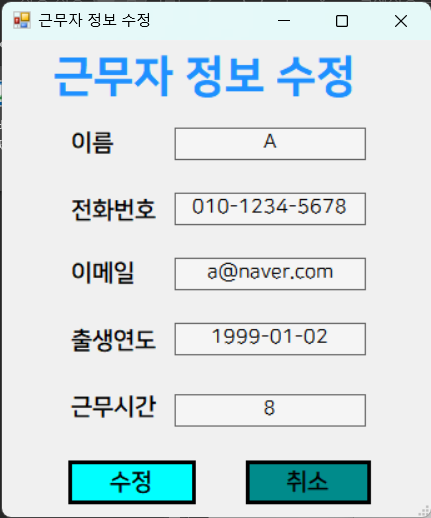 근무자 정보 수정
근무자 정보 수정
이름 A
전화번호 010-1234-5678
이메일 a@naver.com
출생연도 1999-01-02
근무시간 8
수정 취소